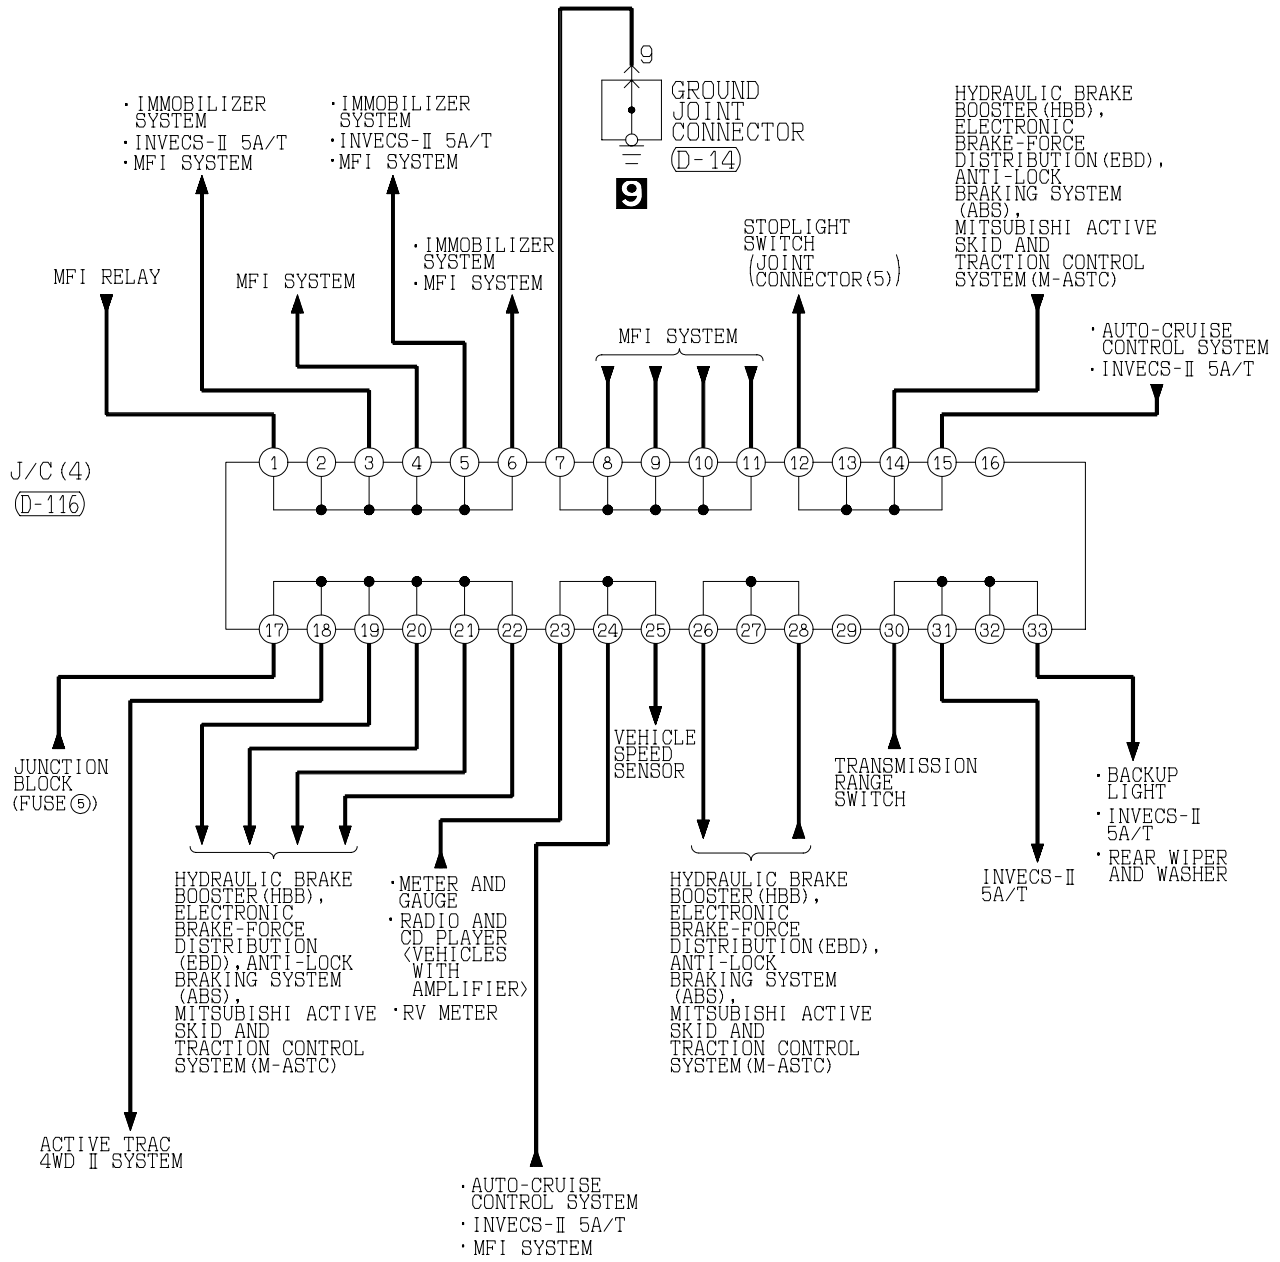 9
GROUND
JOINT
CONNECTOR
D-14
9
· IMMOBILIZER
SYSTEM
· INVECS-Ⅱ 5A/T
· MFI SYSTEM
· IMMOBILIZER
SYSTEM
· INVECS-Ⅱ 5A/T
· MFI SYSTEM
HYDRAULIC BRAKE
BOOSTER(HBB),
ELECTRONIC
BRAKE-FORCE
DISTRIBUTION(EBD),
ANTI-LOCK
BRAKING SYSTEM
(ABS),
MITSUBISHI ACTIVE
SKID AND
TRACTION CONTROL
SYSTEM(M-ASTC)
STOPLIGHT
SWITCH
(JOINT
CONNECTOR(5))
· IMMOBILIZER
SYSTEM
· MFI SYSTEM
MFI RELAY
MFI SYSTEM
MFI SYSTEM
· AUTO-CRUISE
CONTROL SYSTEM
· INVECS-Ⅱ 5A/T
J/C(4)
D-116
1 2 3 4 5 6 7 8 9 10 11 12 13 14 15 16
17 18 19 20 21 22 23 24 25 26 27 28 29 30 31 32 33
JUNCTION
BLOCK
(FUSE⑤)
VEHICLE
SPEED
SENSOR
TRANSMISSION
RANGE
SWITCH
· BACKUP
LIGHT
· INVECS-Ⅱ
5A/T
· REAR WIPER
AND WASHER
INVECS-Ⅱ
5A/T
HYDRAULIC BRAKE
BOOSTER(HBB),
ELECTRONIC
BRAKE-FORCE
DISTRIBUTION
(EBD),ANTI-LOCK
BRAKING SYSTEM
(ABS),
MITSUBISHI ACTIVE
SKID AND
TRACTION CONTROL
SYSTEM(M-ASTC)
· METER AND
GAUGE
· RADIO AND
CD PLAYER
<VEHICLES
WITH
AMPLIFIER>
· RV METER
HYDRAULIC BRAKE
BOOSTER(HBB),
ELECTRONIC
BRAKE-FORCE
DISTRIBUTION(EBD),
ANTI-LOCK
BRAKING SYSTEM
(ABS),
MITSUBISHI ACTIVE
SKID AND
TRACTION CONTROL
SYSTEM(M-ASTC)
ACTIVE TRAC
4WD Ⅱ SYSTEM
· AUTO-CRUISE
CONTROL SYSTEM
· INVECS-Ⅱ 5A/T
· MFI SYSTEM